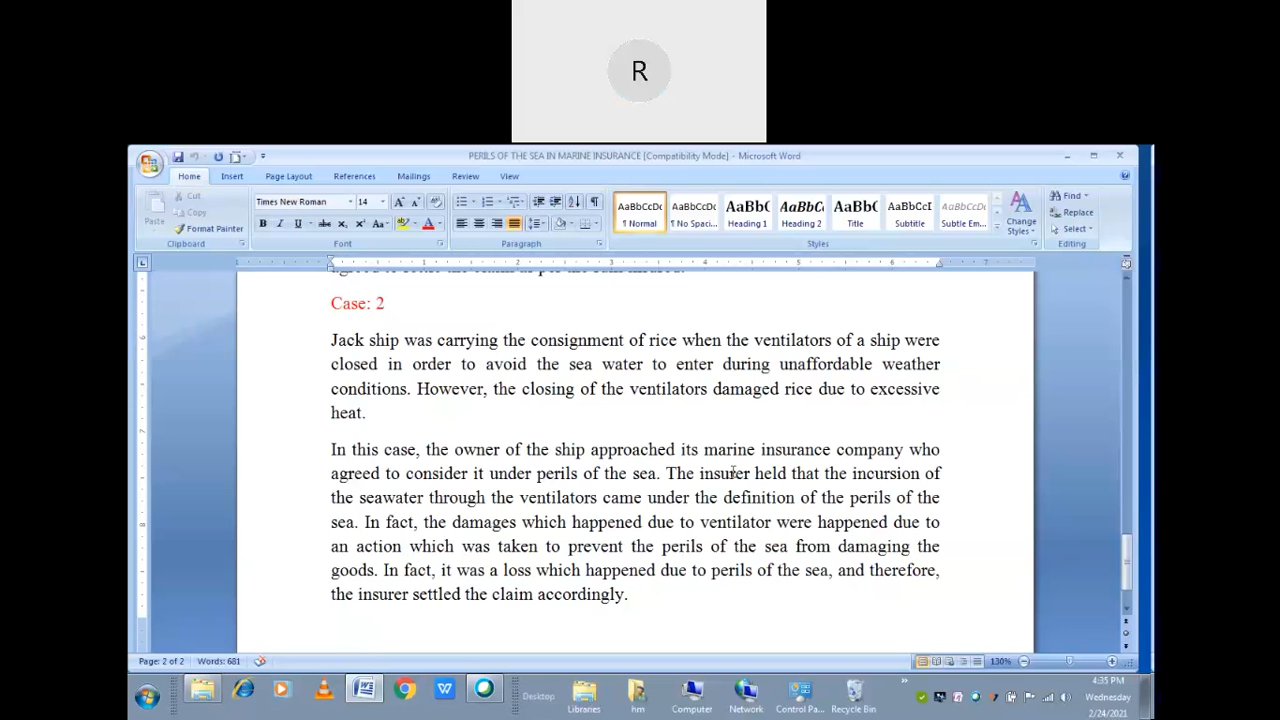 R
PERILS OF THE SEA IN MARINE INSURANCE [Compatibility Mode] - Microsoft Word
Home Insert Page Layout References Mailings Review View
Paste
Cut
Copy
Format Painter
Clipboard
Times New Roman 14
Font
Paragraph
AaBbCcDc AaBbCcDc AaBbC AaBbCc AaBbC AaBbCcI AaBbCcDc
¶ Normal ¶ No Spaci... Heading 1 Heading 2 Title Subtitle Subtle Em...
Styles
Change Styles
Find
Replace
Select
Editing
Case: 2
Jack ship was carrying the consignment of rice when the ventilators of a ship were
closed in order to avoid the sea water to enter during unaffordable weather
conditions. However, the closing of the ventilators damaged rice due to excessive
heat.
In this case, the owner of the ship approached its marine insurance company who
agreed to consider it under perils of the sea. The insurer held that the incursion of
the seawater through the ventilators came under the definition of the perils of the
sea. In fact, the damages which happened due to ventilator were happened due to
an action which was taken to prevent the perils of the sea from damaging the
goods. In fact, it was a loss which happened due to perils of the sea, and therefore,
the insurer settled the claim accordingly.
Page: 2 of 2 Words: 681 130%
Desktop Libraries hm Computer Network Control Pa... Recycle Bin
4:35 PM
Wednesday
2/24/2021